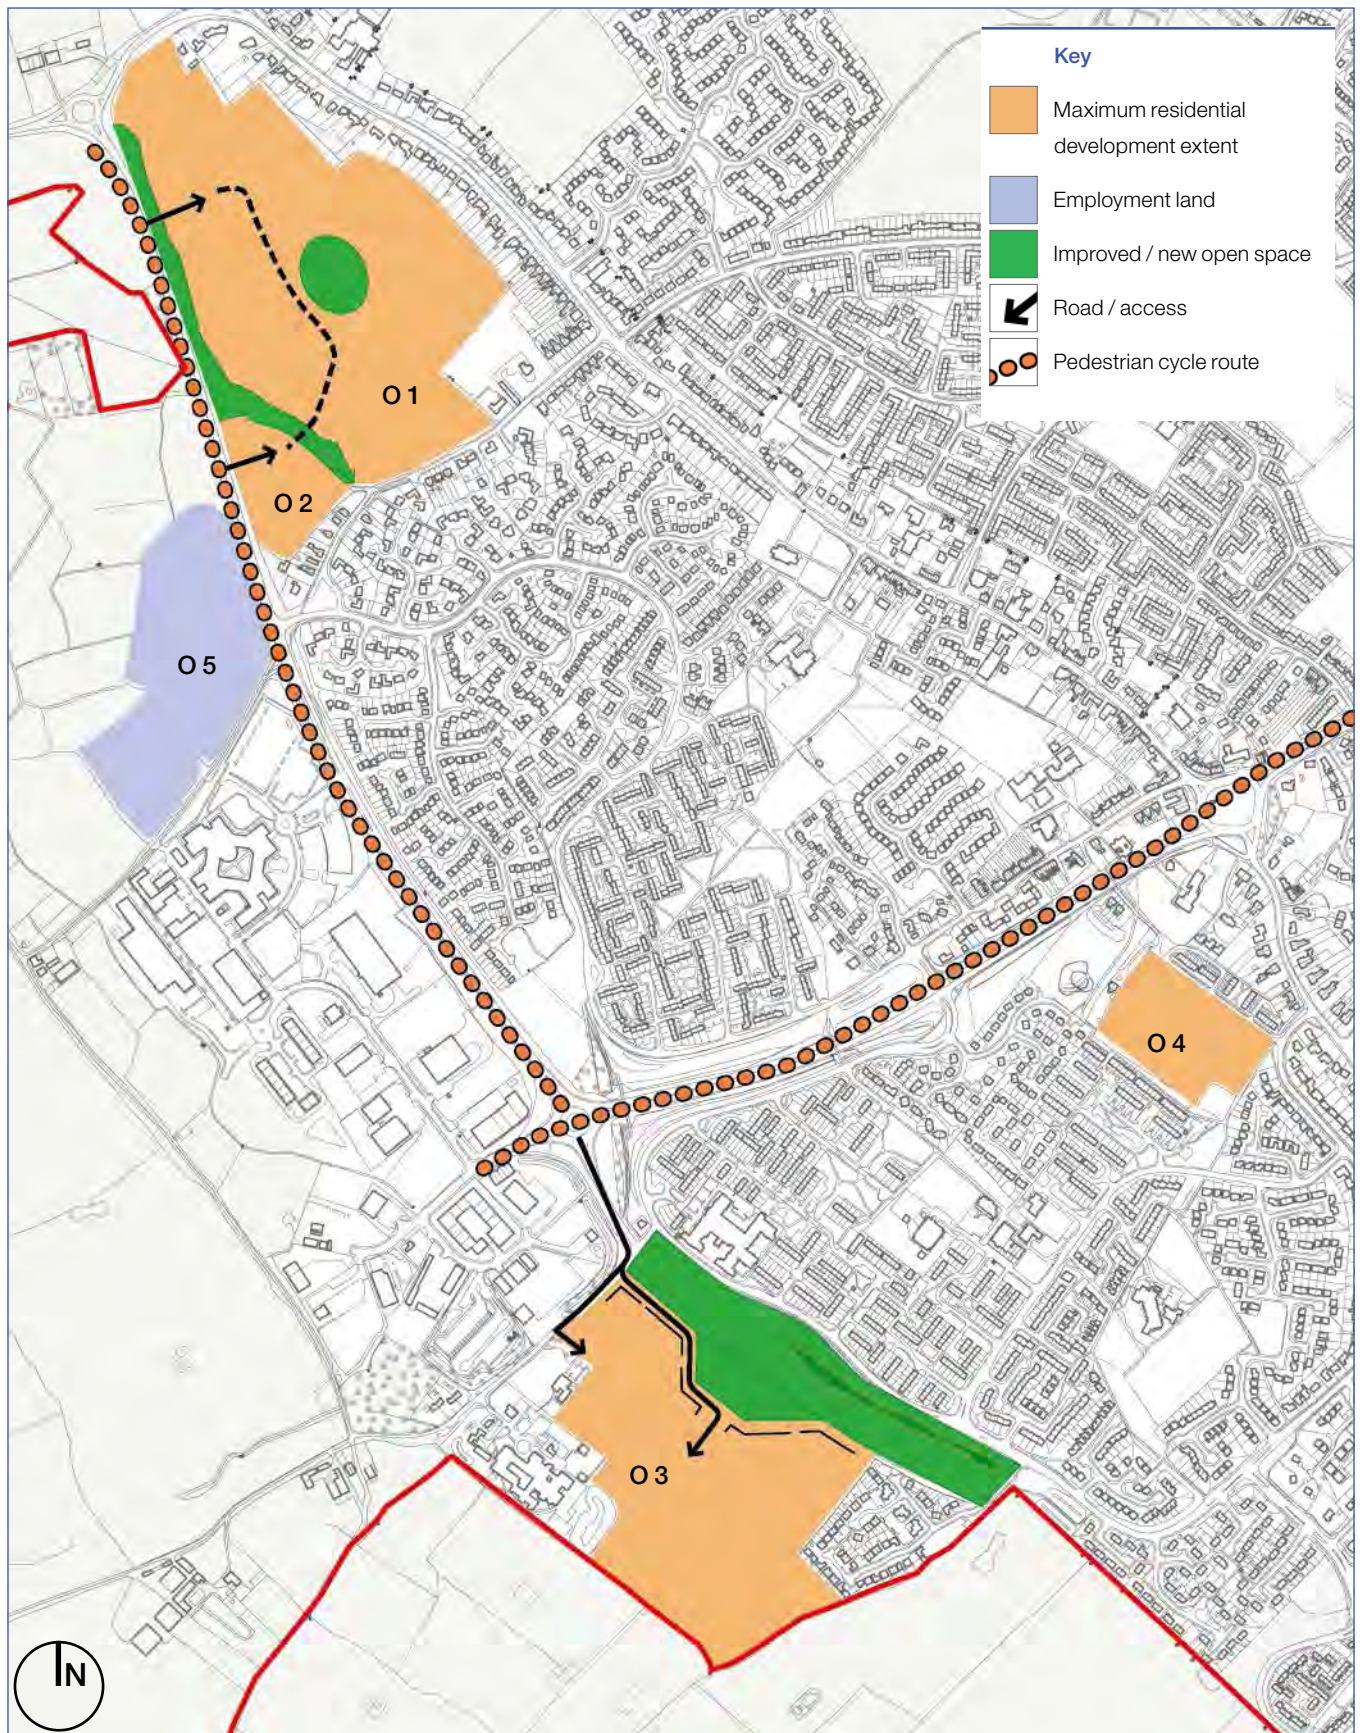 Key
Maximum residential
development extent
Employment land
Improved / new open space
Road / access
Pedestrian cycle route
O 1
O 2
O 5
O 4
O 3
N